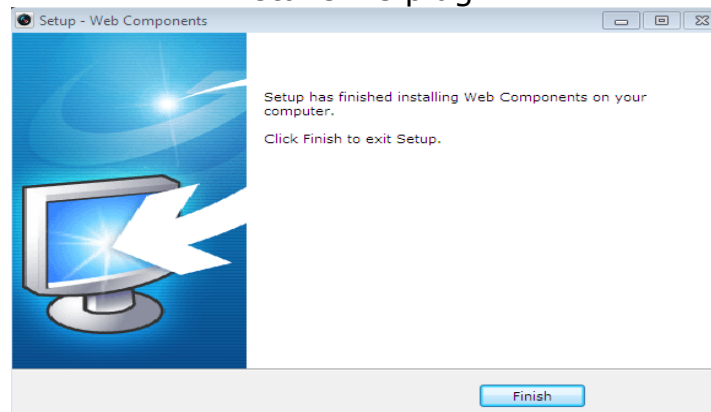 Setup - Web Components
Setup has finished installing Web Components on your
computer.
Click Finish to exit Setup.
Finish